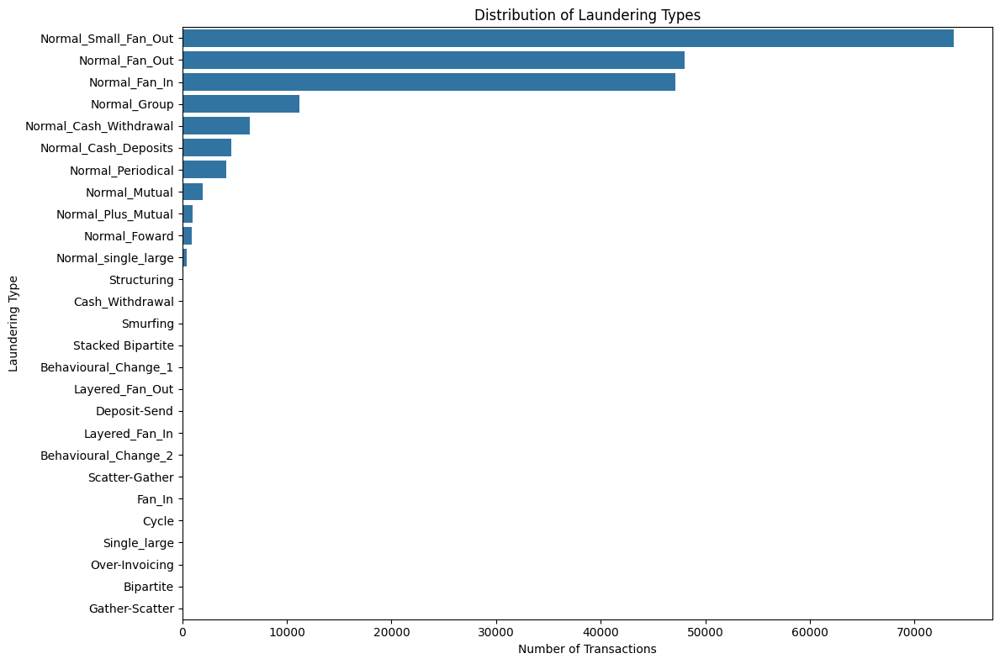 Distribution of Laundering Types
Normal_Small_Fan_Out
Normal_Fan_Out
Normal_Fan_In
Normal_Group
Normal_Cash_Withdrawal
Normal_Cash_Deposits
Normal_Periodical
Normal_Mutual
Normal_Plus_Mutual
Normal_Foward
Normal_single_large
Structuring
Cash_Withdrawal
Smurfing
Stacked Bipartite
Behavioural_Change_1
Layered_Fan_Out
Deposit-Send
Layered_Fan_In
Behavioural_Change_2
Scatter-Gather
Fan_In
Cycle
Single_large
Over-Invoicing
Bipartite
Gather-Scatter
Laundering Type
0 10000 20000 30000 40000 50000 60000 70000
Number of Transactions